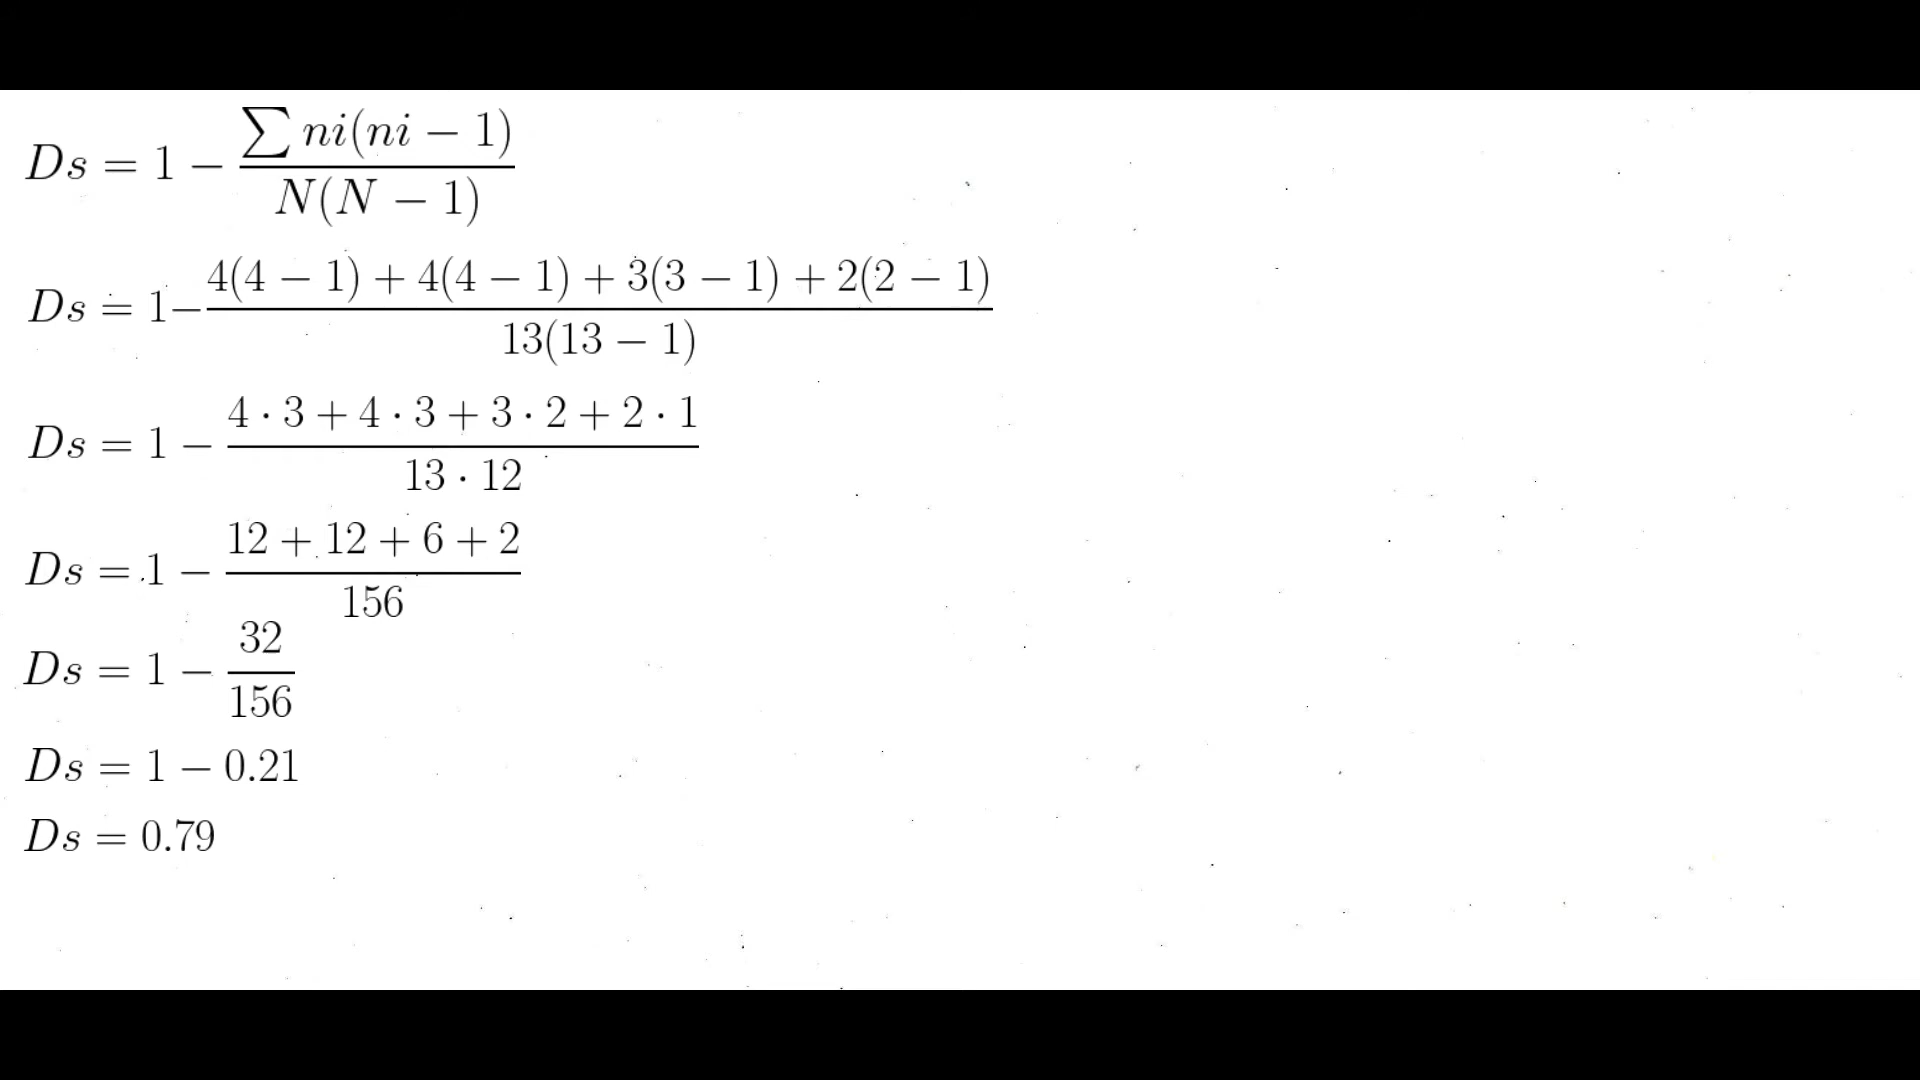 Ds = 1 − ∑ ni(ni − 1) / N(N − 1)
Ds = 1− 4(4 − 1) + 4(4 − 1) + 3(3 − 1) + 2(2 − 1) / 13(13 − 1)
Ds = 1 − 4 · 3 + 4 · 3 + 3 · 2 + 2 · 1 / 13 · 12
Ds = 1 − 12 + 12 + 6 + 2 / 156
Ds = 1 − 32 / 156
Ds = 1 − 0.21
Ds = 0.79